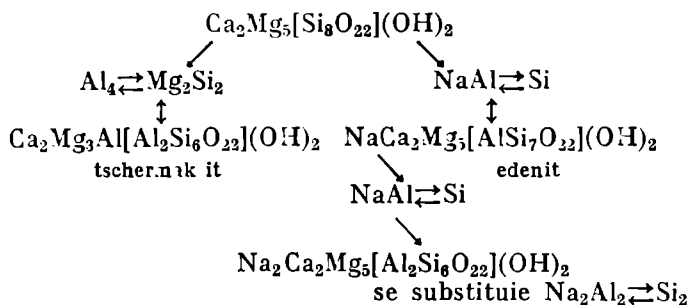 Ca₂Mg₅[Si₈O₂₂](OH)₂
Al₄⇄Mg₂Si₂ NaAl⇄Si
Ca₂Mg₃Al[Al₂Si₆O₂₂](OH)₂ NaCa₂Mg₅[AlSi₇O₂₂](OH)₂
tschermakit edenit
NaAl⇄Si
Na₂Ca₂Mg₅[Al₂Si₆O₂₂](OH)₂
se substituie Na₂Al₂⇄Si₂